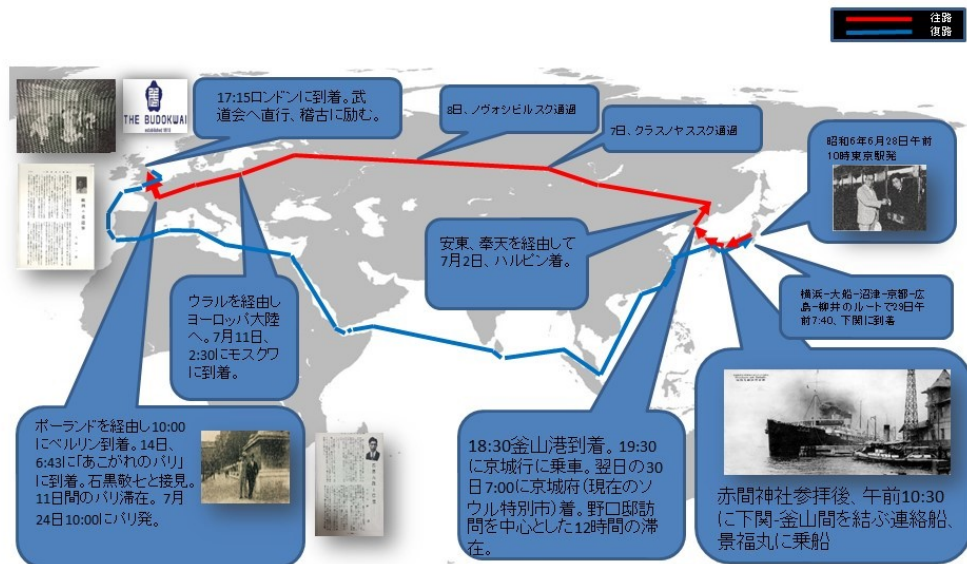 往路
復路
THE BUDOKWAI
17:15ロンドンに到着。武
道会へ直行、稽古に励む。
8日、ノヴォシビルスク通過
7日、クラスノヤススク通過
昭和6年6月28日午前
10時東京駅発
安東、奉天を経由して
7月2日、ハルビン着。
横浜-大船-沼津-京都-広
島-柳井のルートで29日午
前7:40、下関に到着
ウラルを経由し
ヨーロッパ大陸
へ。7月11日、
2:30にモスクワ
に到着。
ポーランドを経由し10:00
にベルリン到着。14日、
6:43に「あこがれのパリ」
に到着。石黒敬七と接見。
11日間のパリ滞在。7月
24日10:00にパリ発。
18:30釜山港到着。19:30
に京城行に乗車。翌日の30
日7:00に京城府(現在のソ
ウル特別市)着。野口邸訪
問を中心とした12時間の滞
在。
赤間神社参拝後、午前10:30
に下関-釜山間を結ぶ連絡船、
景福丸に乗船